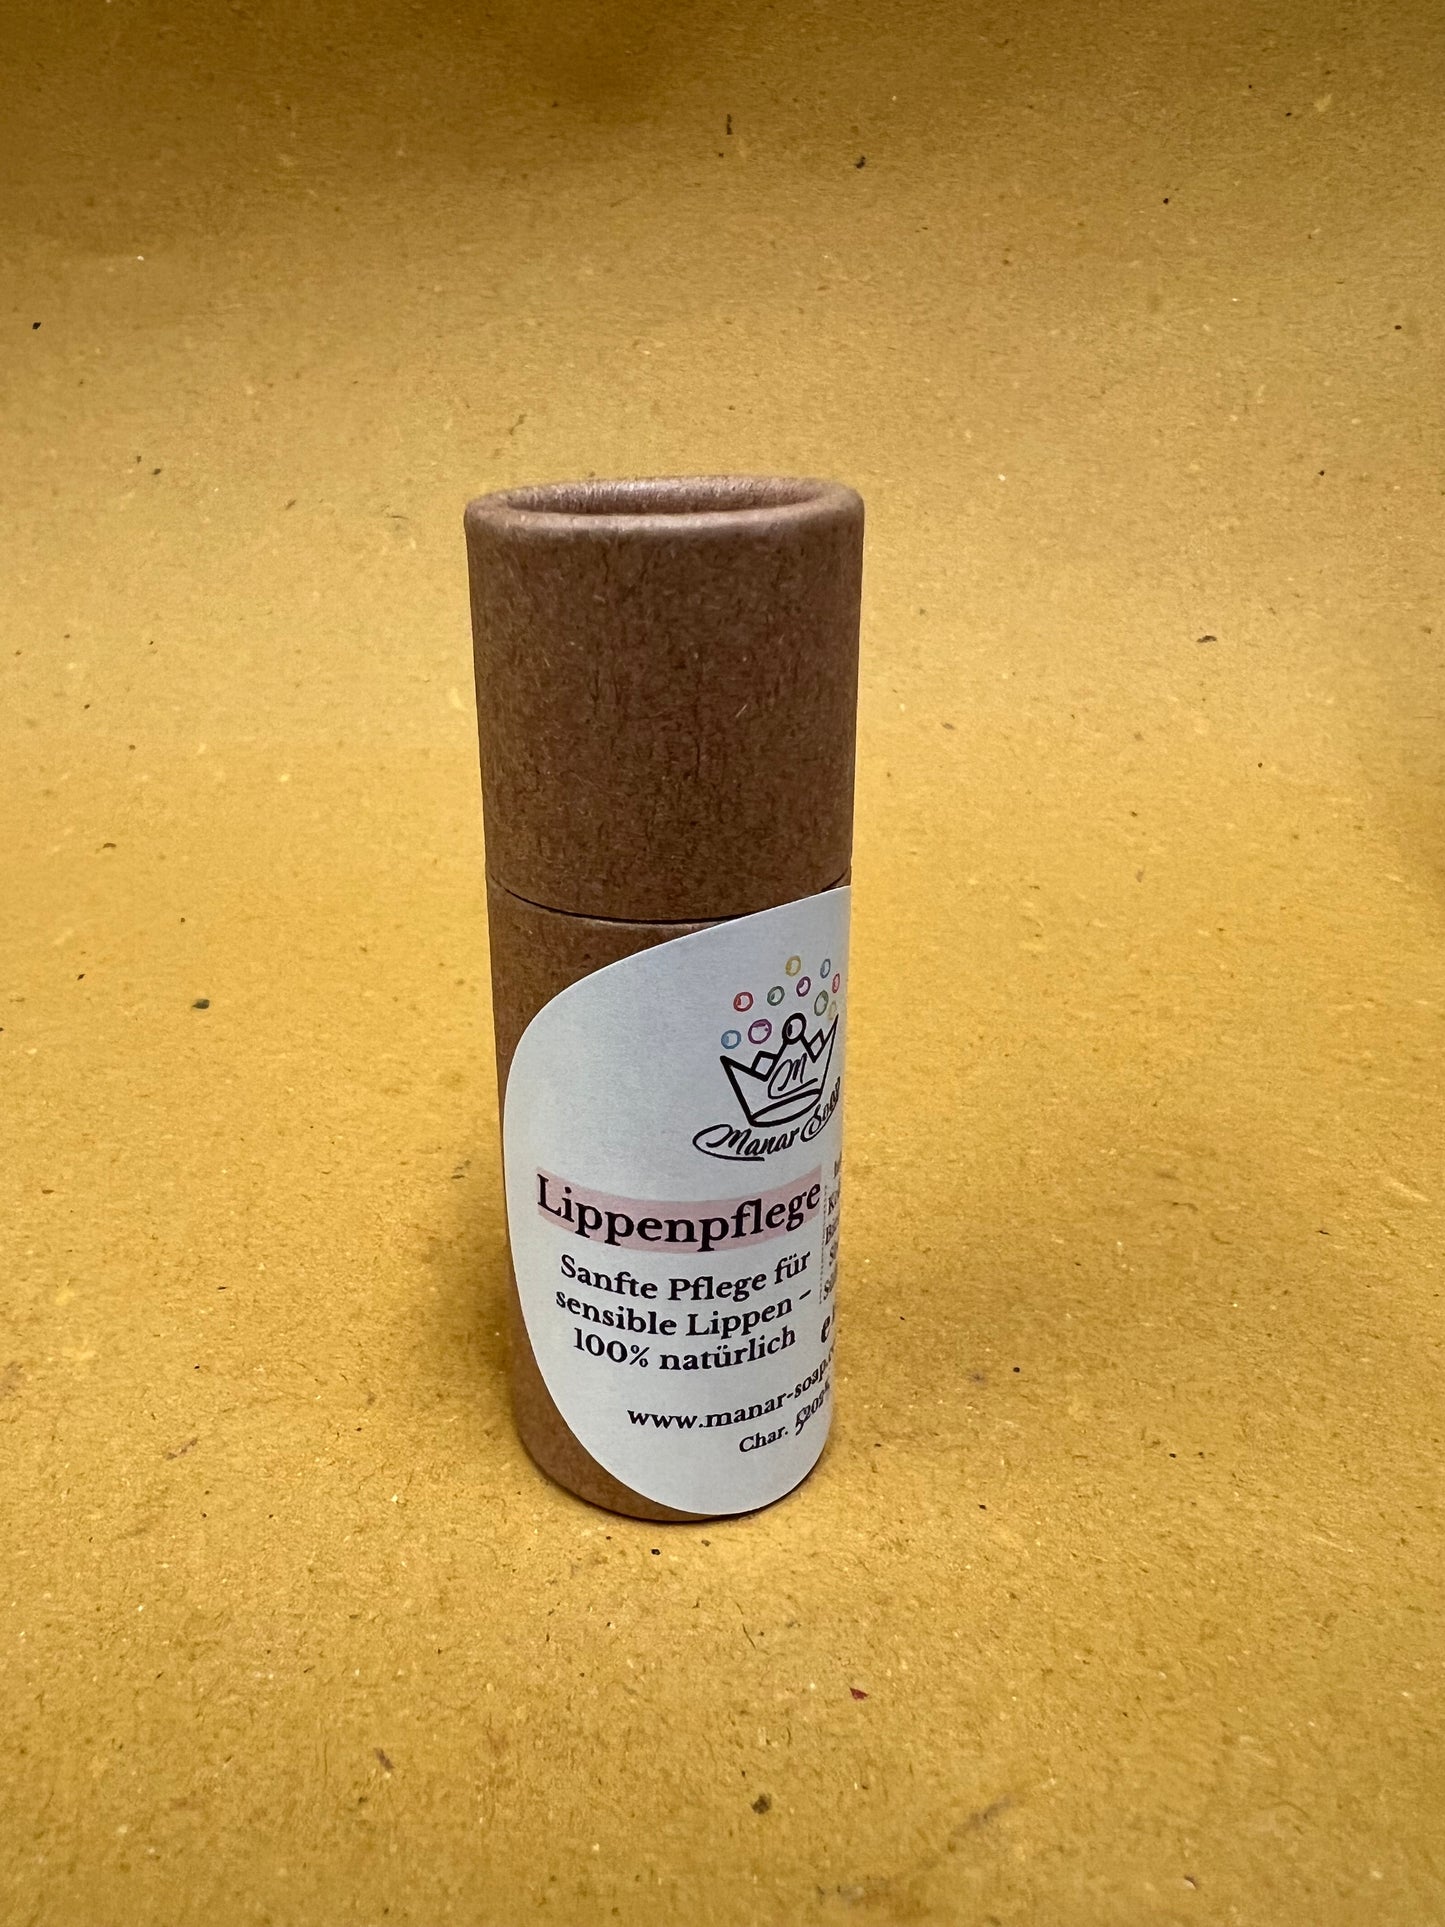 M
Manar Soap
Lippenpflege
Sanfte Pflege für
sensible Lippen –
100% natürlich
www.manar-soap.c
Char.